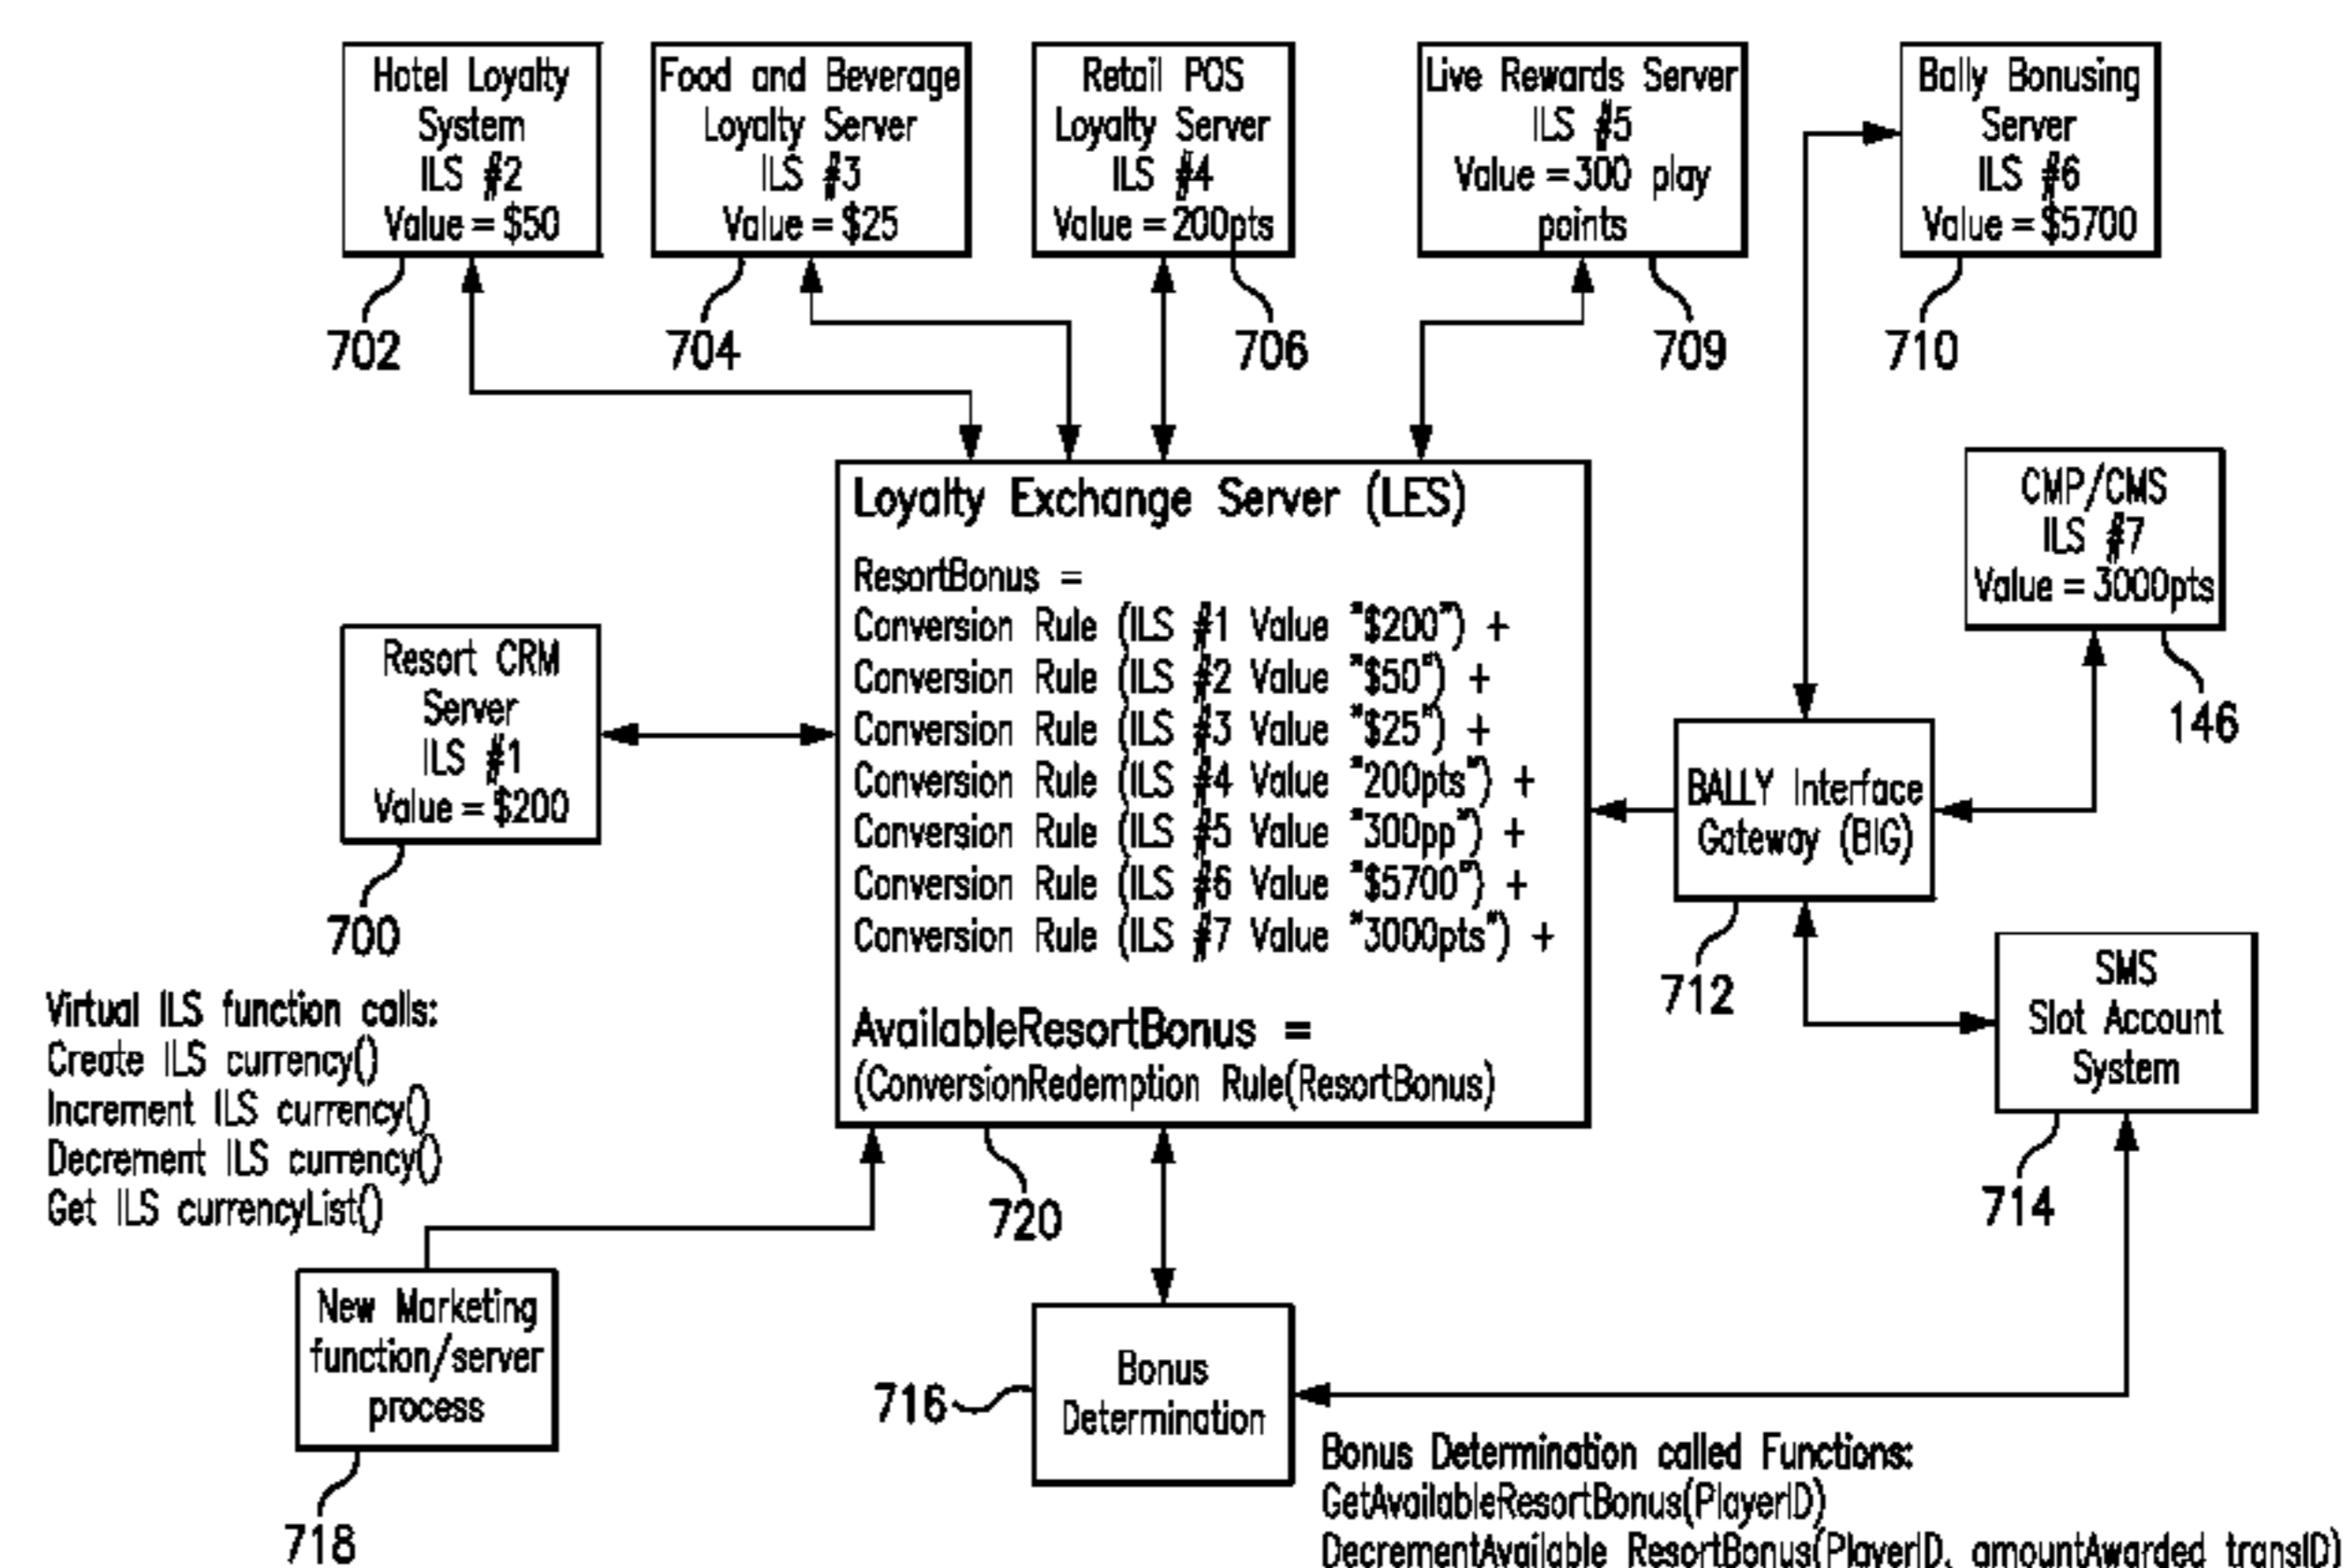 Hotel Loyalty
System
ILS #2
Value = $50
Food and Beverage
Loyalty Server
ILS #3
Value = $25
Retail POS
Loyalty Server
ILS #4
Value = 200pts
Live Rewards Server
ILS #5
Value = 300 play
points
Bally Bonusing
Server
ILS #6
Value = $5700
702
704
706
709
710
CMP/CMS
ILS #7
Value = 3000pts
146
Loyalty Exchange Server (LES)
ResortBonus =
Conversion Rule (ILS #1 Value "$200") +
Conversion Rule (ILS #2 Value "$50") +
Conversion Rule (ILS #3 Value "$25") +
Conversion Rule (ILS #4 Value "200pts") +
Conversion Rule (ILS #5 Value "300pp") +
Conversion Rule (ILS #6 Value "$5700") +
Conversion Rule (ILS #7 Value "3000pts") +
AvailableResortBonus =
(ConversionRedemption Rule(ResortBonus)
720
Resort CRM
Server
ILS #1
Value = $200
700
BALLY Interface
Gateway (BIG)
712
SMS
Slot Account
System
714
Virtual ILS function calls:
Create ILS currency()
Increment ILS currency()
Decrement ILS currency()
Get ILS currencyList()
New Marketing
function/server
process
718
716
Bonus
Determination
Bonus Determination called Functions:
GetAvailableResortBonus(PlayerID)
DecrementAvailable ResortBonus(PlayerID, amountAwarded transID)